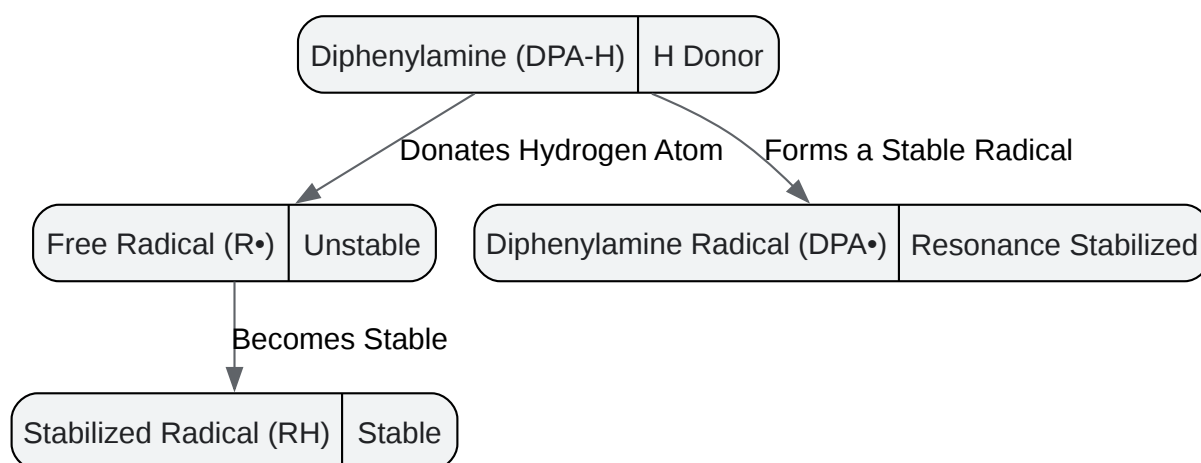 Diphenylamine (DPA-H) H Donor
Donates Hydrogen Atom Forms a Stable Radical
Free Radical (R•) Unstable Diphenylamine Radical (DPA•) Resonance Stabilized
Becomes Stable
Stabilized Radical (RH) Stable